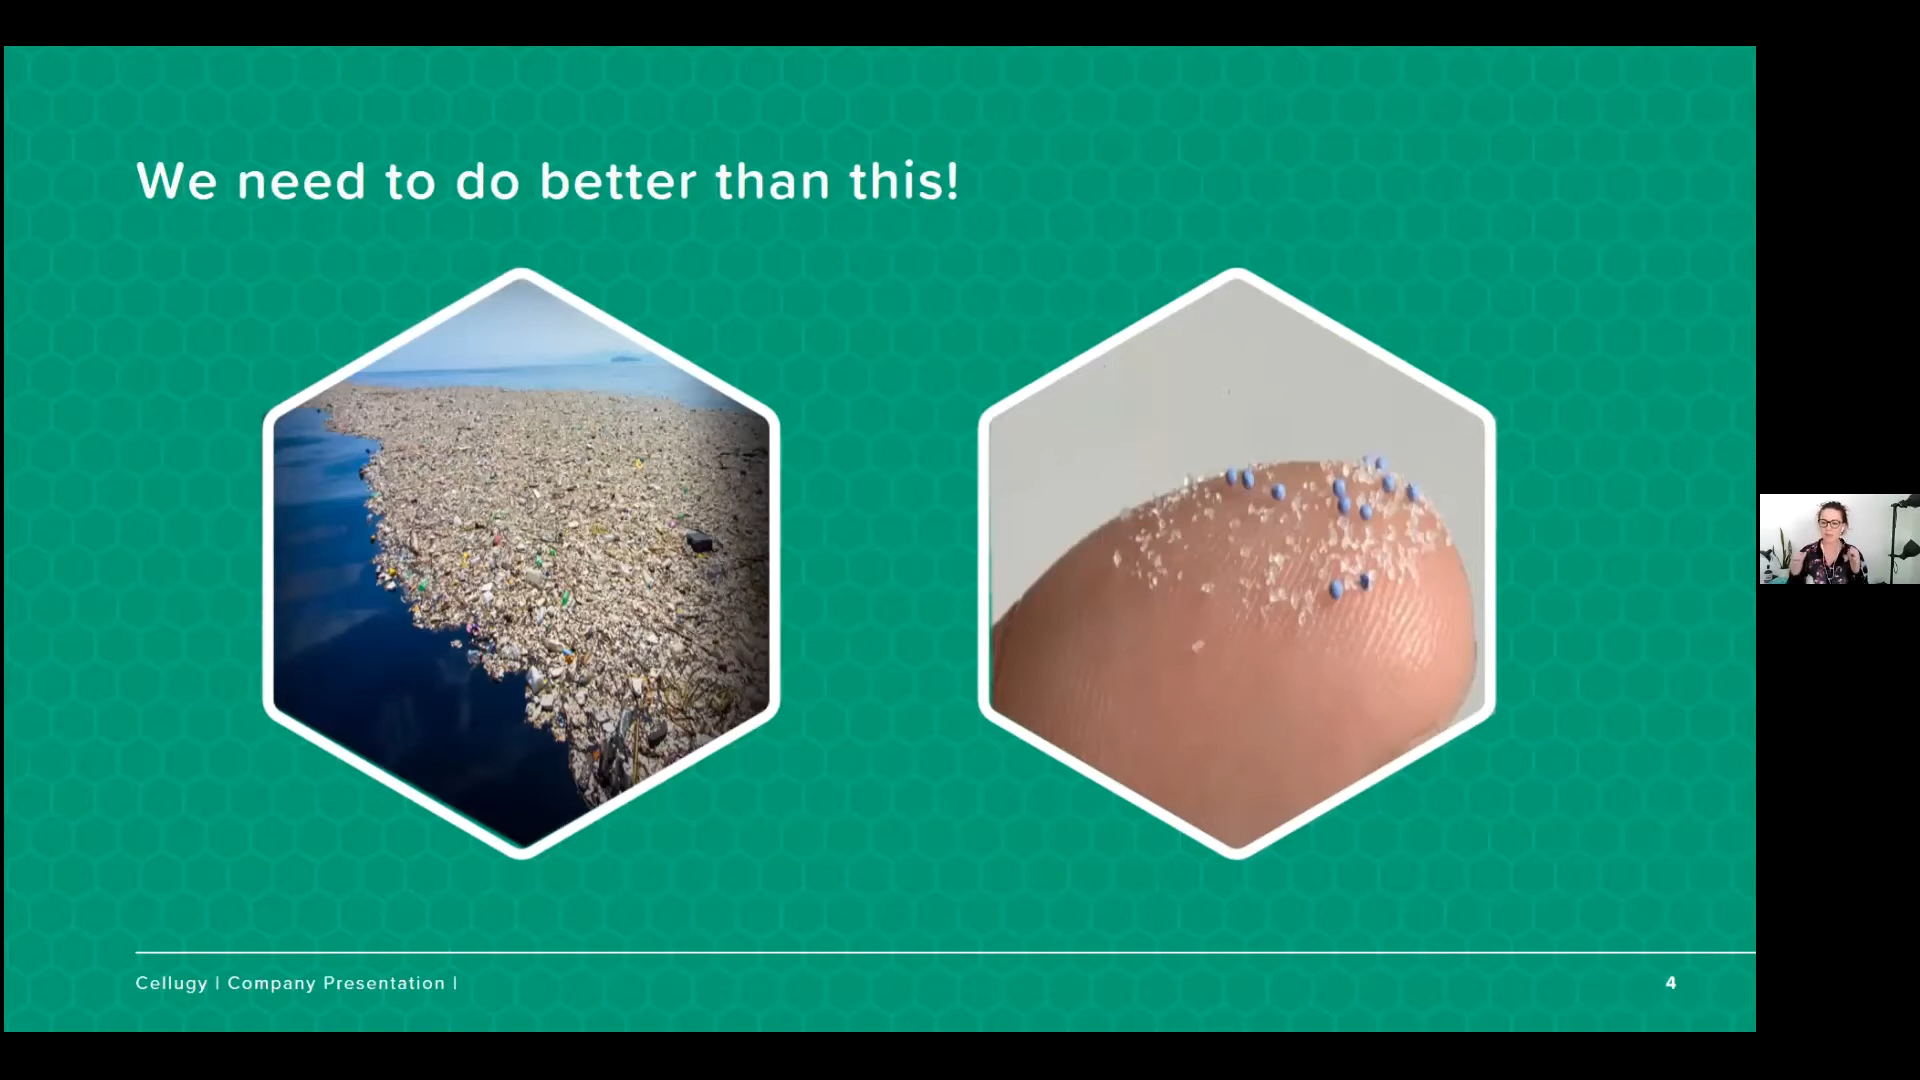 We need to do better than this!
Cellugy | Company Presentation |
4